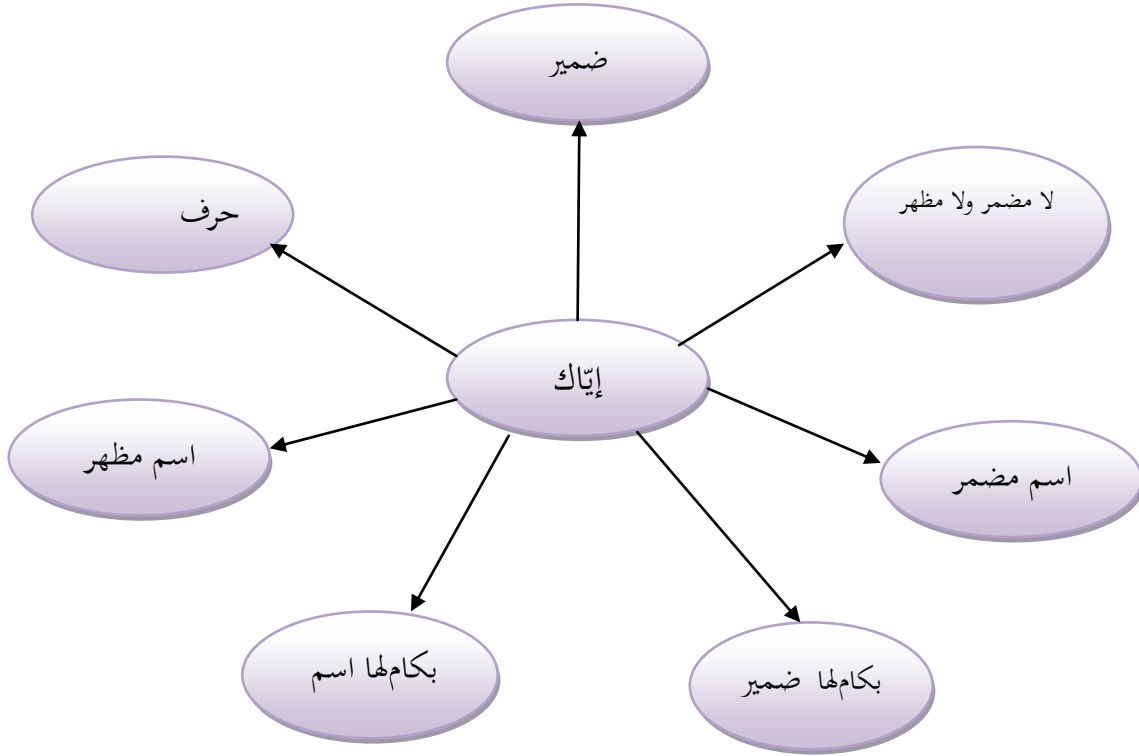 ضمير
لا مضمر ولا مظهر
حرف
إيّاك
اسم مظهر
اسم مضمر
بكاملها اسم
بكاملها ضمير